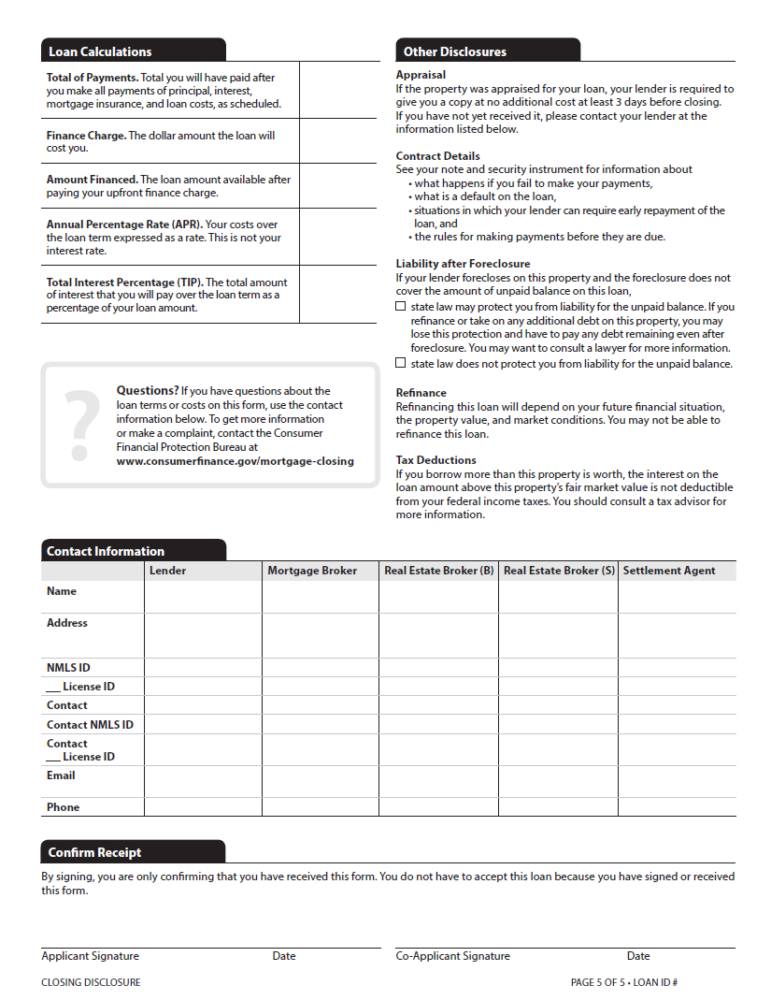 Loan Calculations
Total of Payments. Total you will have paid after
you make all payments of principal, interest,
mortgage insurance, and loan costs, as scheduled.
Finance Charge. The dollar amount the loan will
cost you.
Amount Financed. The loan amount available after
paying your upfront finance charge.
Annual Percentage Rate (APR). Your costs over
the loan term expressed as a rate. This is not your
interest rate.
Total Interest Percentage (TIP). The total amount
of interest that you will pay over the loan term as a
percentage of your loan amount.
?
Questions? If you have questions about the
loan terms or costs on this form, use the contact
information below. To get more information
or make a complaint, contact the Consumer
Financial Protection Bureau at
www.consumerfinance.gov/mortgage-closing
Other Disclosures
Appraisal
If the property was appraised for your loan, your lender is required to
give you a copy at no additional cost at least 3 days before closing.
If you have not yet received it, please contact your lender at the
information listed below.
Contract Details
See your note and security instrument for information about
• what happens if you fail to make your payments,
• what is a default on the loan,
• situations in which your lender can require early repayment of the
loan, and
• the rules for making payments before they are due.
Liability after Foreclosure
If your lender forecloses on this property and the foreclosure does not
cover the amount of unpaid balance on this loan,
state law may protect you from liability for the unpaid balance. If you
refinance or take on any additional debt on this property, you may
lose this protection and have to pay any debt remaining even after
foreclosure. You may want to consult a lawyer for more information.
state law does not protect you from liability for the unpaid balance.
Refinance
Refinancing this loan will depend on your future financial situation,
the property value, and market conditions. You may not be able to
refinance this loan.
Tax Deductions
If you borrow more than this property is worth, the interest on the
loan amount above this property's fair market value is not deductible
from your federal income taxes. You should consult a tax advisor for
more information.
Contact Information
Lender Mortgage Broker Real Estate Broker (B) Real Estate Broker (S) Settlement Agent
Name
Address
NMLS ID
__ License ID
Contact
Contact NMLS ID
Contact
__ License ID
Email
Phone
Confirm Receipt
By signing, you are only confirming that you have received this form. You do not have to accept this loan because you have signed or received
this form.
Applicant Signature Date Co-Applicant Signature Date
CLOSING DISCLOSURE PAGE 5 OF 5 • LOAN ID #